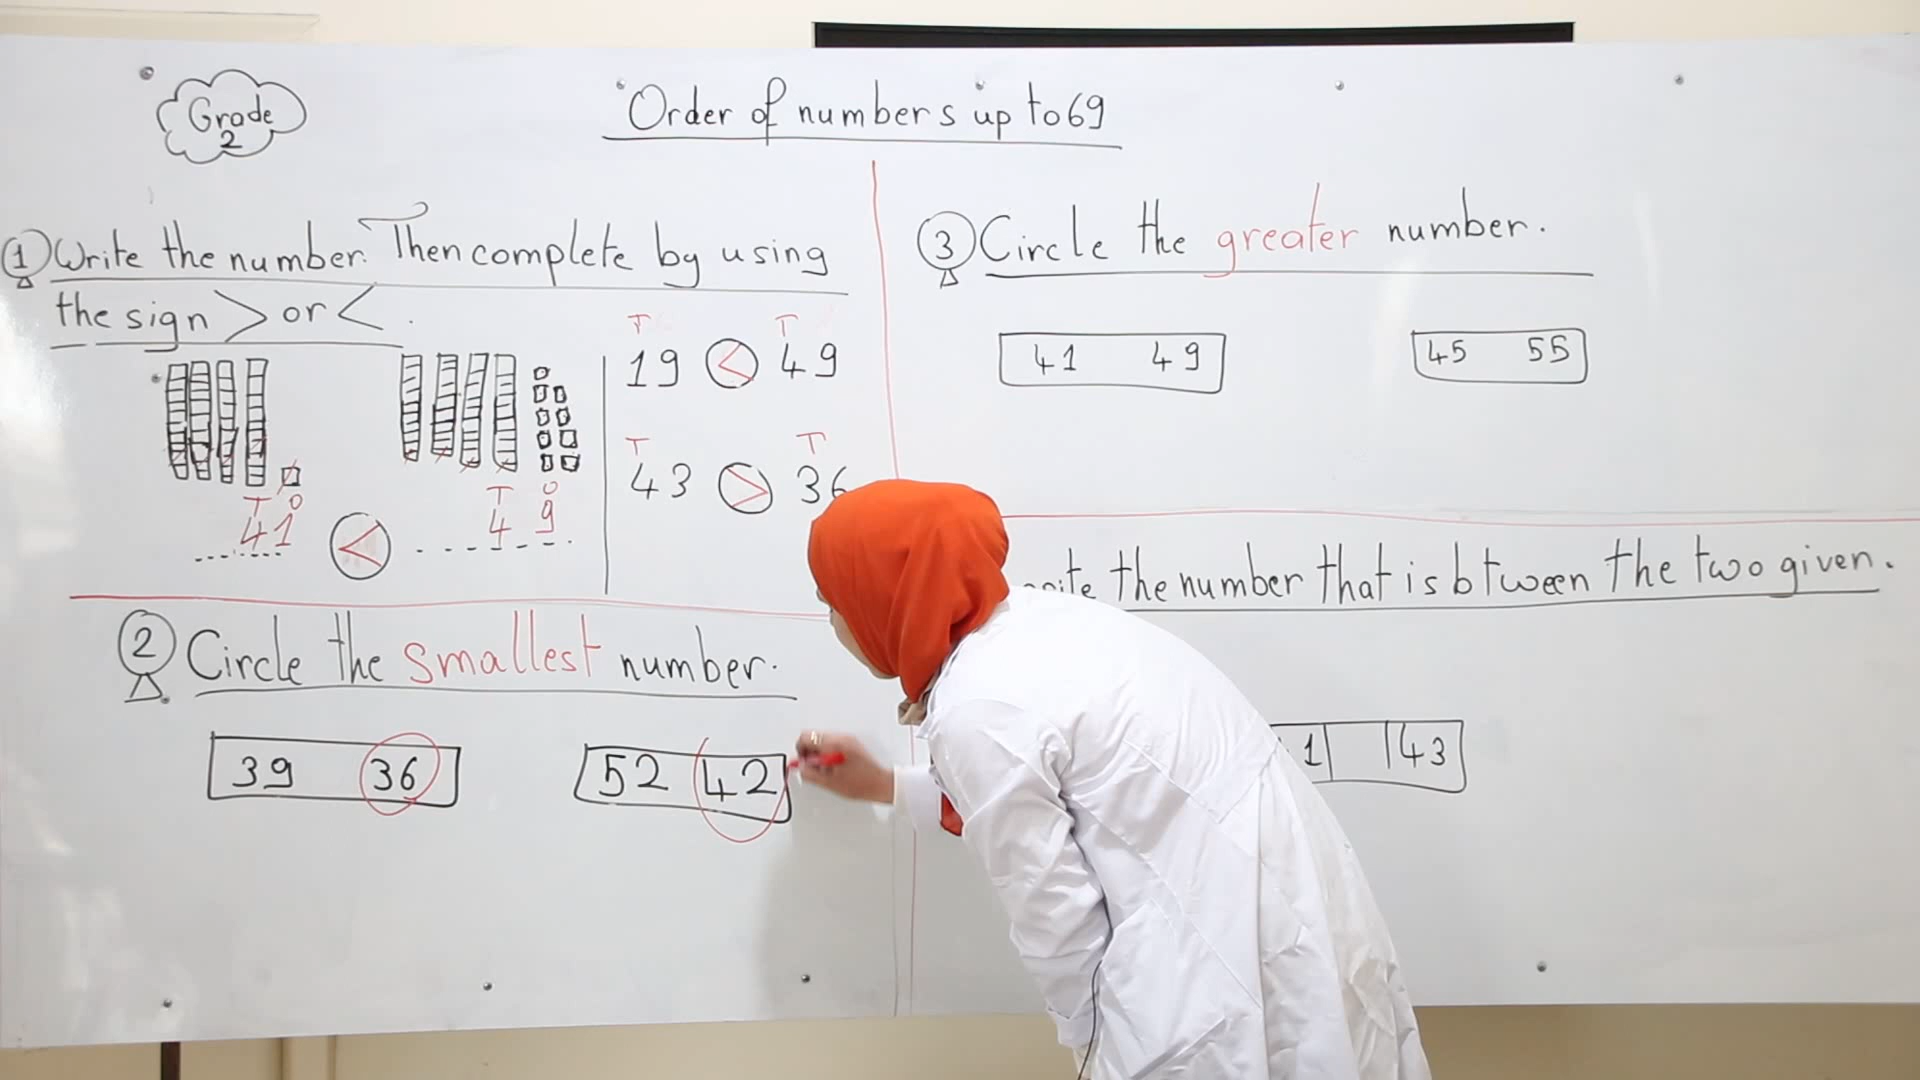 Grade
2
Order of numbers up to 69
1 Write the number. Then complete by using
the sign > or < .
T T
19 < 49
T T
43 > 36
T O T O
41 < 49
2 Circle the smallest number.
39 36 52 42
3 Circle the greater number.
41 49 45 55
the number that is btween the two given.
1 43